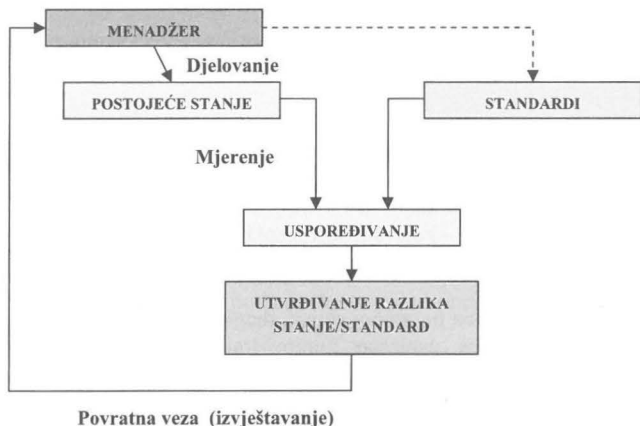 MENADŽER
Djelovanje
POSTOJEĆE STANJE
STANDARDI
Mjerenje
USPOREĐIVANJE
UTVRĐIVANJE RAZLIKA
STANJE/STANDARD
Povratna veza (izvještavanje)